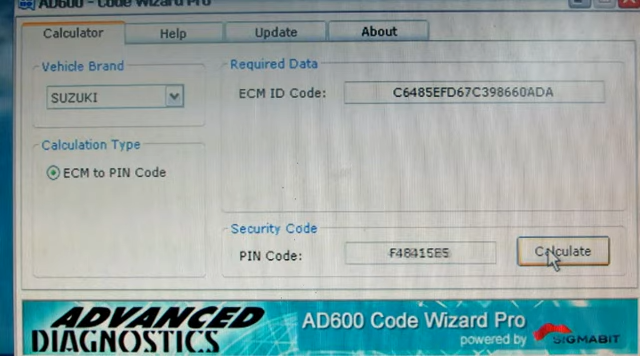 AD600 - Code Wizard Pro
Calculator Help Update About
Vehicle Brand
SUZUKI
Calculation Type
ECM to PIN Code
Required Data
ECM ID Code: C6485EFD67C398660ADA
Security Code
PIN Code: F48415E5 Calculate
ADVANCED
DIAGNOSTICS
AD600 Code Wizard Pro
powered by SIGMABIT